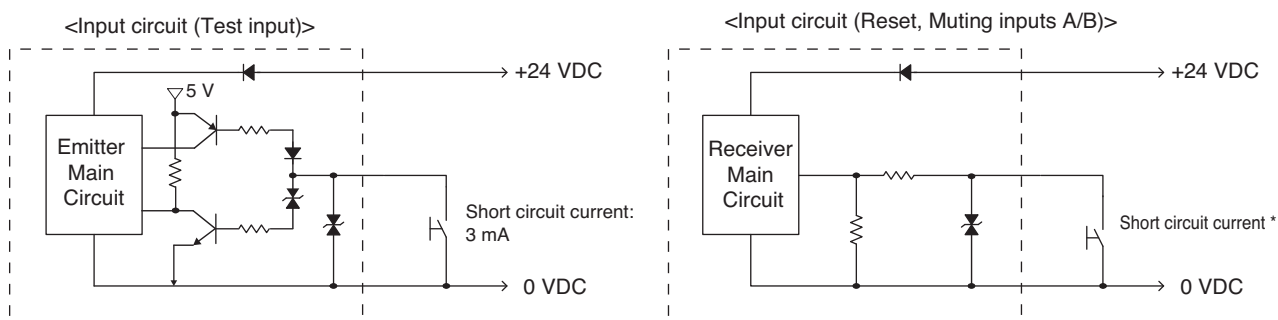 <Input circuit (Test input)>
+24 VDC
5 V
Emitter
Main
Circuit
Short circuit current:
3 mA
0 VDC
<Input circuit (Reset, Muting inputs A/B)>
+24 VDC
Receiver
Main
Circuit
Short circuit current *
0 VDC